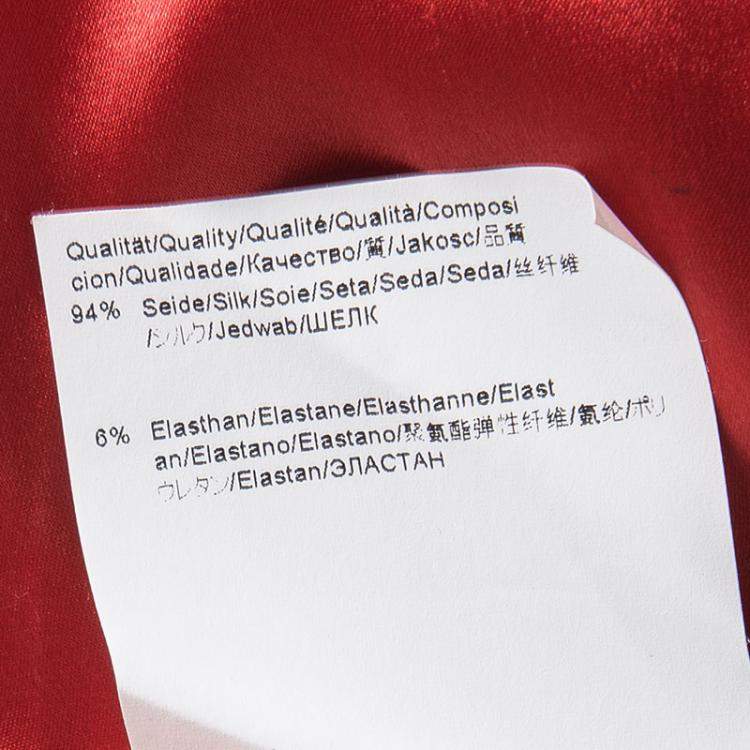 Qualität/Quality/Qualité/Qualità/Composi
cion/Qualidade/Качество/質/Jakosc/品質
94% Seide/Silk/Soie/Seta/Seda/Seda/丝纤维
/シルク/Jedwab/ШЕЛК
6% Elasthan/Elastane/Elasthanne/Elast
an/Elastano/Elastano/聚氨酯弹性纤维/氨纶/ポリ
ウレタン/Elastan/ЭЛАСТАН